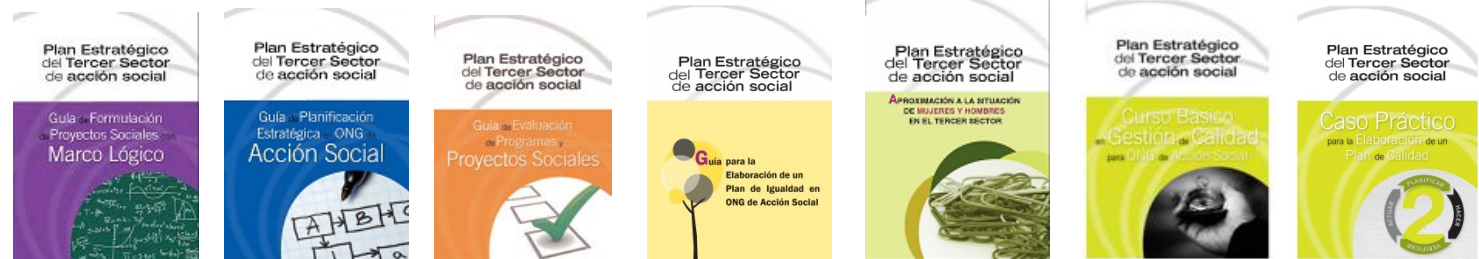 Plan Estratégico
del Tercer Sector
de acción social
Guía de Formulación
de Proyectos Sociales con
Marco Lógico
Plan Estratégico
del Tercer Sector
de acción social
Guía de Planificación
Estratégica en ONG de
Acción Social
A
B
C
Plan Estratégico
del Tercer Sector
de acción social
Guía de Evaluación
de Programas y
Proyectos Sociales
Plan Estratégico
del Tercer Sector
de acción social
Guía para la
Elaboración de un
Plan de Igualdad en
ONG de Acción Social
Plan Estratégico
del Tercer Sector
de acción social
APROXIMACIÓN A LA SITUACIÓN
DE MUJERES Y HOMBRES
EN EL TERCER SECTOR
Plan Estratégico
del Tercer Sector
de acción social
Curso Básico
en Gestión de Calidad
para ONG de Acción Social
Plan Estratégico
del Tercer Sector
de acción social
Caso Práctico
para la Elaboración de un
Plan de Calidad
PLANIFICAR
HACER
VERIFICAR
ACTUAR
2